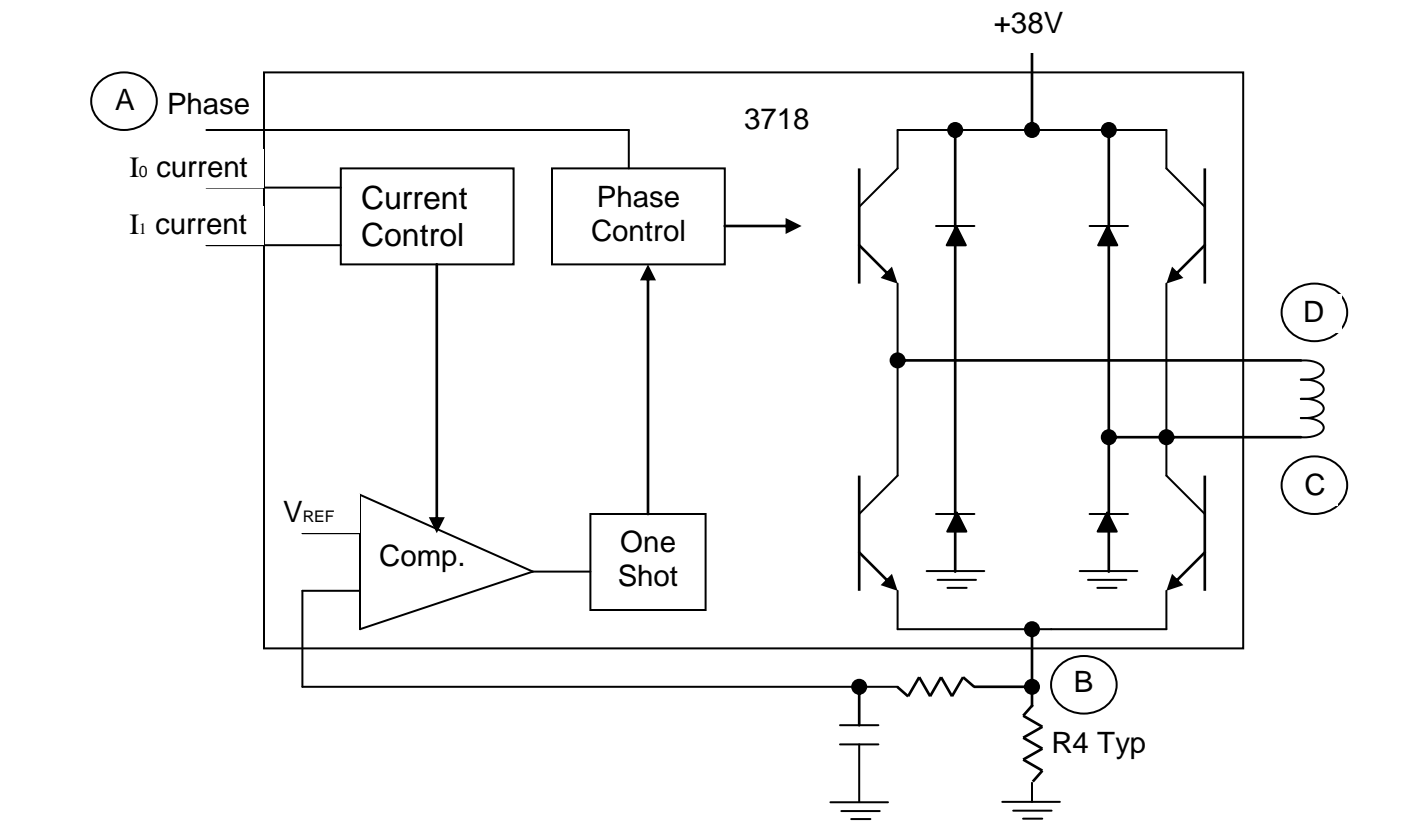 +38V
A Phase
3718
I0 current
I1 current
Current
Control
Phase
Control
D
C
VREF
Comp.
One
Shot
B
R4 Typ